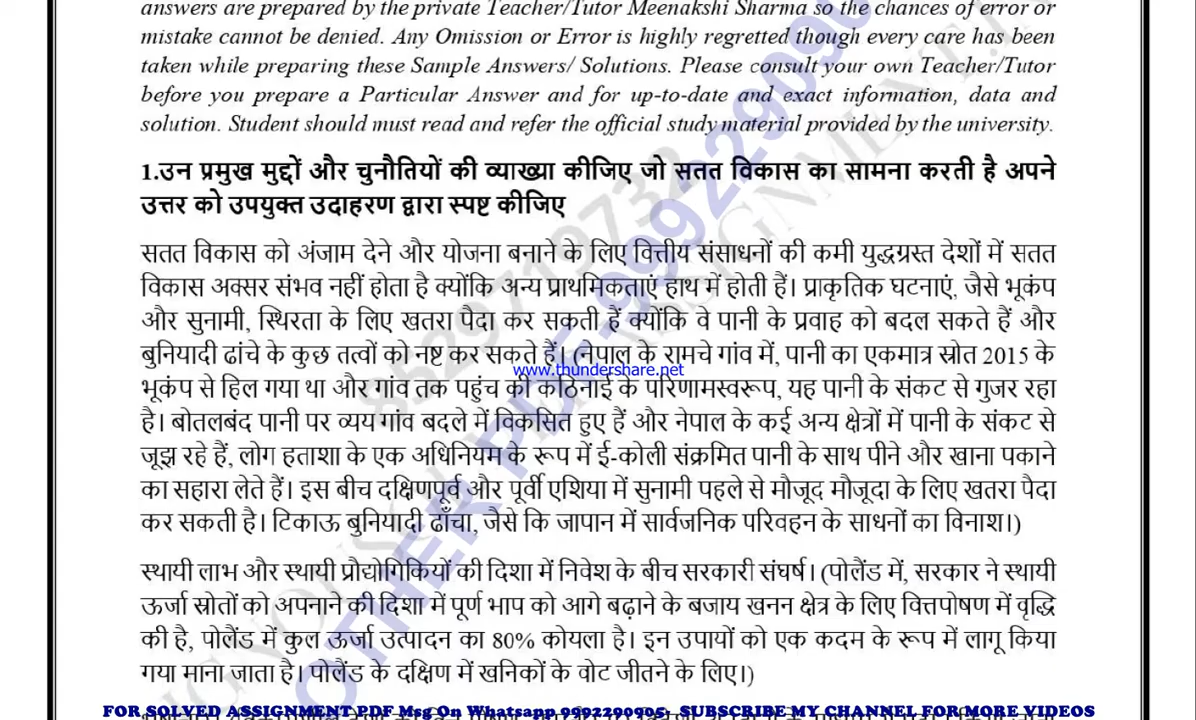 answers are prepared by the private Teacher/Tutor Meenakshi Sharma so the chances of error or
mistake cannot be denied. Any Omission or Error is highly regretted though every care has been
taken while preparing these Sample Answers/ Solutions. Please consult your own Teacher/Tutor
before you prepare a Particular Answer and for up-to-date and exact information, data and
solution. Student should must read and refer the official study material provided by the university.
1.उन प्रमुख मुद्दों और चुनौतियों की व्याख्या कीजिए जो सतत विकास का सामना करती है अपने
उत्तर को उपयुक्त उदाहरण द्वारा स्पष्ट कीजिए
सतत विकास को अंजाम देने और योजना बनाने के लिए वित्तीय संसाधनों की कमी युद्धग्रस्त देशों में सतत
विकास अक्सर संभव नहीं होता है क्योंकि अन्य प्राथमिकताएं हाथ में होती हैं। प्राकृतिक घटनाएं, जैसे भूकंप
और सुनामी, स्थिरता के लिए खतरा पैदा कर सकती हैं क्योंकि वे पानी के प्रवाह को बदल सकते हैं और
बुनियादी ढांचे के कुछ तत्वों को नष्ट कर सकते हैं। (नेपाल के रामचे गांव में, पानी का एकमात्र स्रोत 2015 के
www.thundershare.net
भूकंप से हिल गया था और गांव तक पहुंच की कठिनाई के परिणामस्वरूप, यह पानी के संकट से गुजर रहा
है। बोतलबंद पानी पर व्यय गांव बदले में विकसित हुए हैं और नेपाल के कई अन्य क्षेत्रों में पानी के संकट से
जूझ रहे हैं, लोग हताशा के एक अधिनियम के रूप में ई-कोली संक्रमित पानी के साथ पीने और खाना पकाने
का सहारा लेते हैं। इस बीच दक्षिणपूर्व और पूर्वी एशिया में सुनामी पहले से मौजूद मौजूदा के लिए खतरा पैदा
कर सकती है। टिकाऊ बुनियादी ढाँचा, जैसे कि जापान में सार्वजनिक परिवहन के साधनों का विनाश।)
स्थायी लाभ और स्थायी प्रौद्योगिकियों की दिशा में निवेश के बीच सरकारी संघर्ष। (पोलैंड में, सरकार ने स्थायी
ऊर्जा स्रोतों को अपनाने की दिशा में पूर्ण भाप को आगे बढ़ाने के बजाय खनन क्षेत्र के लिए वित्तपोषण में वृद्धि
की है, पोलैंड में कुल ऊर्जा उत्पादन का 80% कोयला है। इन उपायों को एक कदम के रूप में लागू किया
गया माना जाता है। पोलैंड के दक्षिण में खनिकों के वोट जीतने के लिए।)
FOR SOLVED ASSIGNMENT PDF Msg On Whatsapp 9992290905, SUBSCRIBE MY CHANNEL FOR MORE VIDEOS